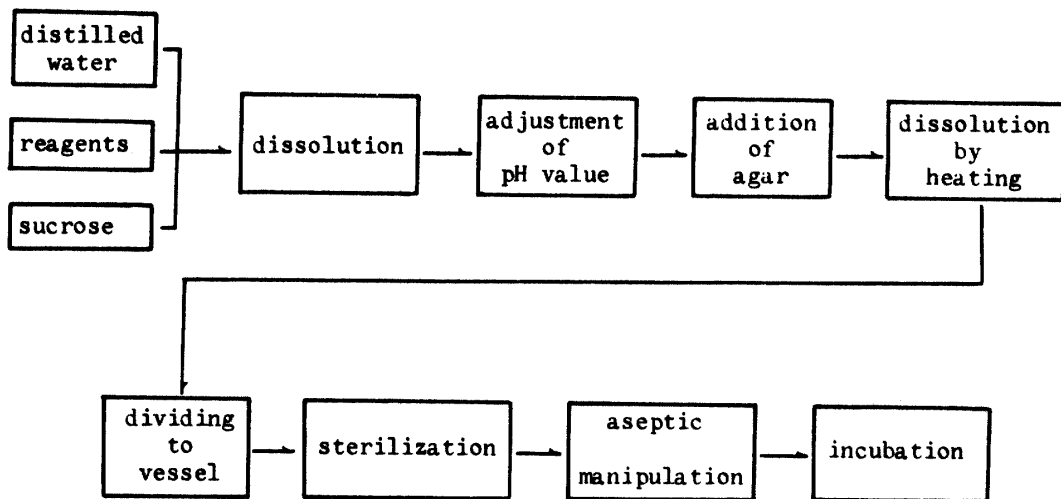 distilled
water
reagents
sucrose
dissolution
adjustment
of
pH value
addition
of
agar
dissolution
by
heating
dividing
to
vessel
sterilization
aseptic
manipulation
incubation